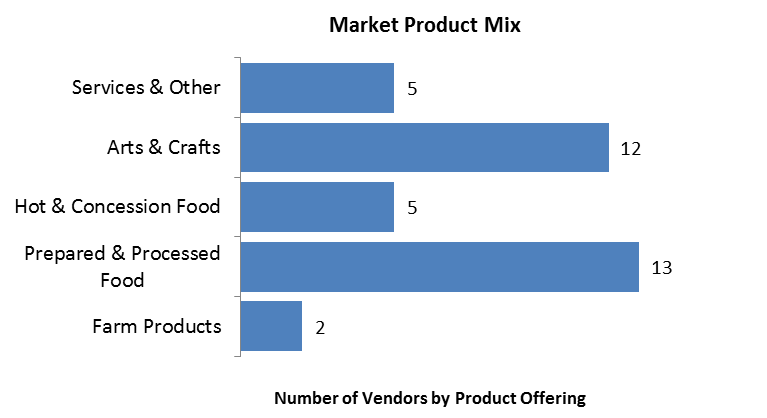 Market Product Mix
Services & Other
5
Arts & Crafts
12
Hot & Concession Food
5
Prepared & Processed
Food
13
Farm Products
2
Number of Vendors by Product Offering